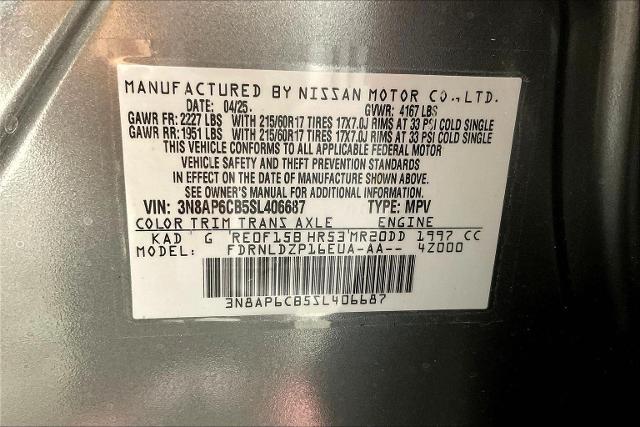 MANUFACTURED BY NISSAN MOTOR CO.,LTD.
DATE: 04/25. GVWR: 4167 LBS
GAWR FR: 2227 LBS WITH 215/60R17 TIRES 17X7.0J RIMS AT 33 PSI COLD SINGLE
GAWR RR: 1951 LBS WITH 215/60R17 TIRES 17X7.0J RIMS AT 33 PSI COLD SINGLE
THIS VEHICLE CONFORMS TO ALL APPLICABLE FEDERAL MOTOR
VEHICLE SAFETY AND THEFT PREVENTION STANDARDS
IN EFFECT ON THE DATE OF MANUFACTURE SHOWN ABOVE.
SEE OWNER'S MANUAL FOR ADDITIONAL INFORMATION.
VIN: 3N8AP6CB5SL406687 TYPE: MPV
COLOR TRIM TRANS AXLE ENGINE
KAD G RE0F15B HR53 MR20DD 1997 CC
MODEL: FDRNLDZP16EUA-AA-- 42000
3N8AP6CB5SL406687